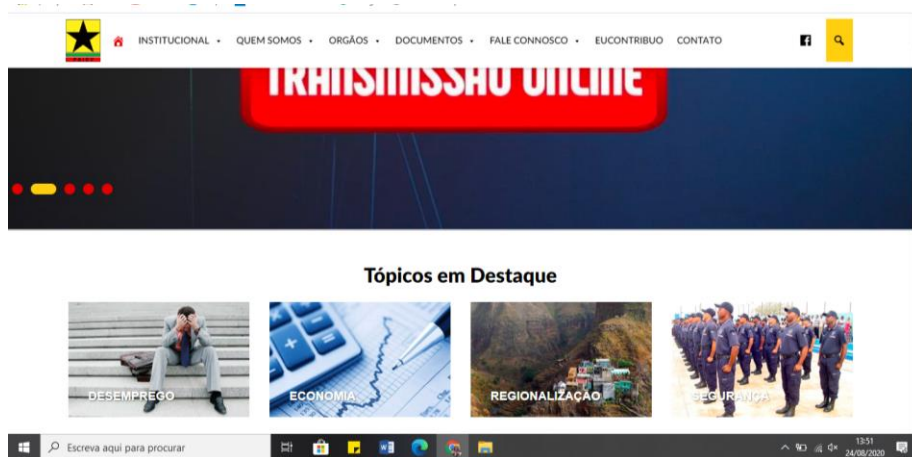 INSTITUCIONAL
QUEM SOMOS
ORGÃOS
DOCUMENTOS
FALE CONNOSCO
EUCONTRIBUO
CONTATO
TRANSMISSÃO ONLINE
Tópicos em Destaque
DESEMPREGO
ECONOMIA
REGIONALIZAÇÃO
SEGURANÇA
Escreva aqui para procurar
13:51
24/08/2020